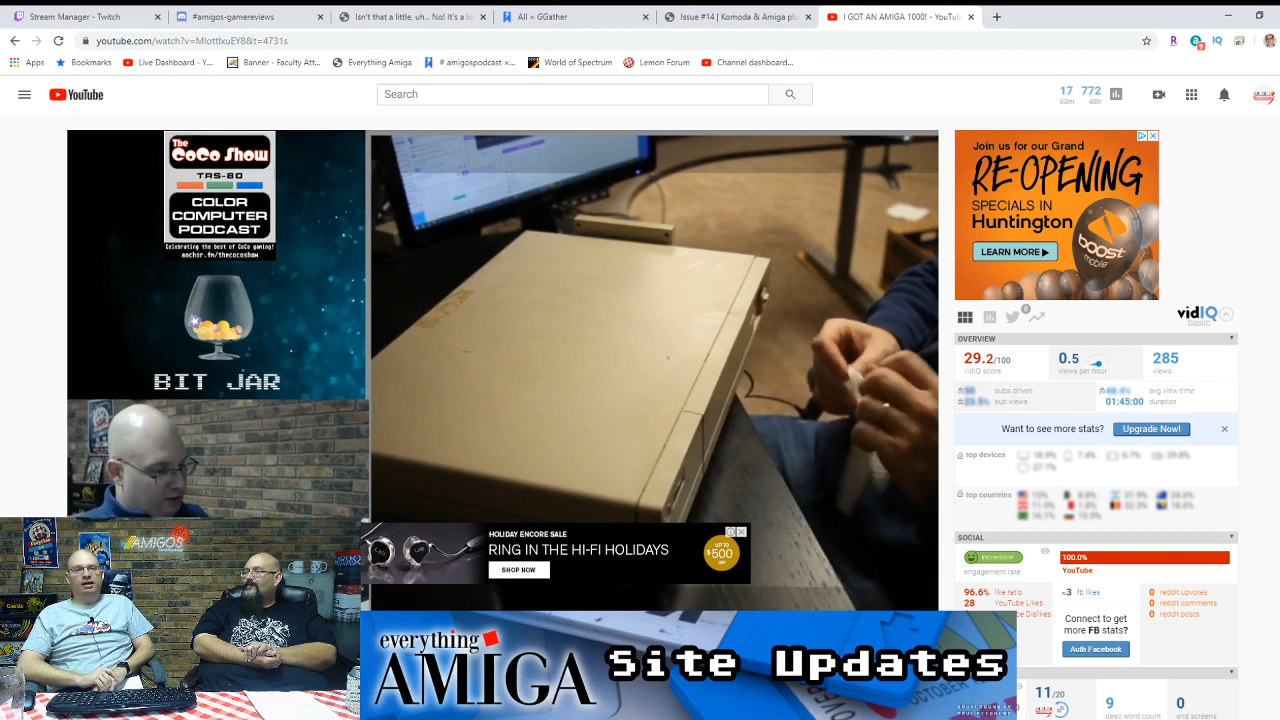 Stream Manager - Twitch
#amigos-gamereviews
Isn't that a little, uh... No! It's a lo
All × GGather
Issue #14 | Komoda & Amiga plu
I GOT AN AMIGA 1000! - YouTub
youtube.com/watch?v=MIottlxuEY8&t=4731s
Apps
Bookmarks
Live Dashboard - Y...
Banner - Faculty Att...
Everything Amiga
# amigospodcast ×...
World of Spectrum
Lemon Forum
Channel dashboard...
YouTube
Search
17 772
60m 48h
The
CoCo Show
TRS-80
COLOR
COMPUTER
PODCAST
Celebrating the best of CoCo gaming!
anchor.fm/thecocoshow
BIT JAR
Join us for our Grand
RE-OPENING
SPECIALS IN
Huntington
LEARN MORE
boost
mobile
vidIQ
basic
OVERVIEW
29.2/100
vidIQ score
0.5
views per hour
285
views
subs driven
sub views
avg view time
01:45:00 duration
Want to see more stats? Upgrade Now!
top devices
top countries
SOCIAL
Incredible
engagement rate
100.0%
YouTube
96.6% like ratio
28 YouTube Likes
YouTube Dislikes
3 fb likes
Connect to get
more FB stats?
Auth Facebook
0 reddit upvotes
0 reddit comments
0 reddit posts
11/20
9
desc word count
0
end screens
HOLIDAY ENCORE SALE
RING IN THE HI-FI HOLIDAYS
SHOP NOW
UP TO
$500
off
AMIGOS
everything
AMIGA
Site Updates